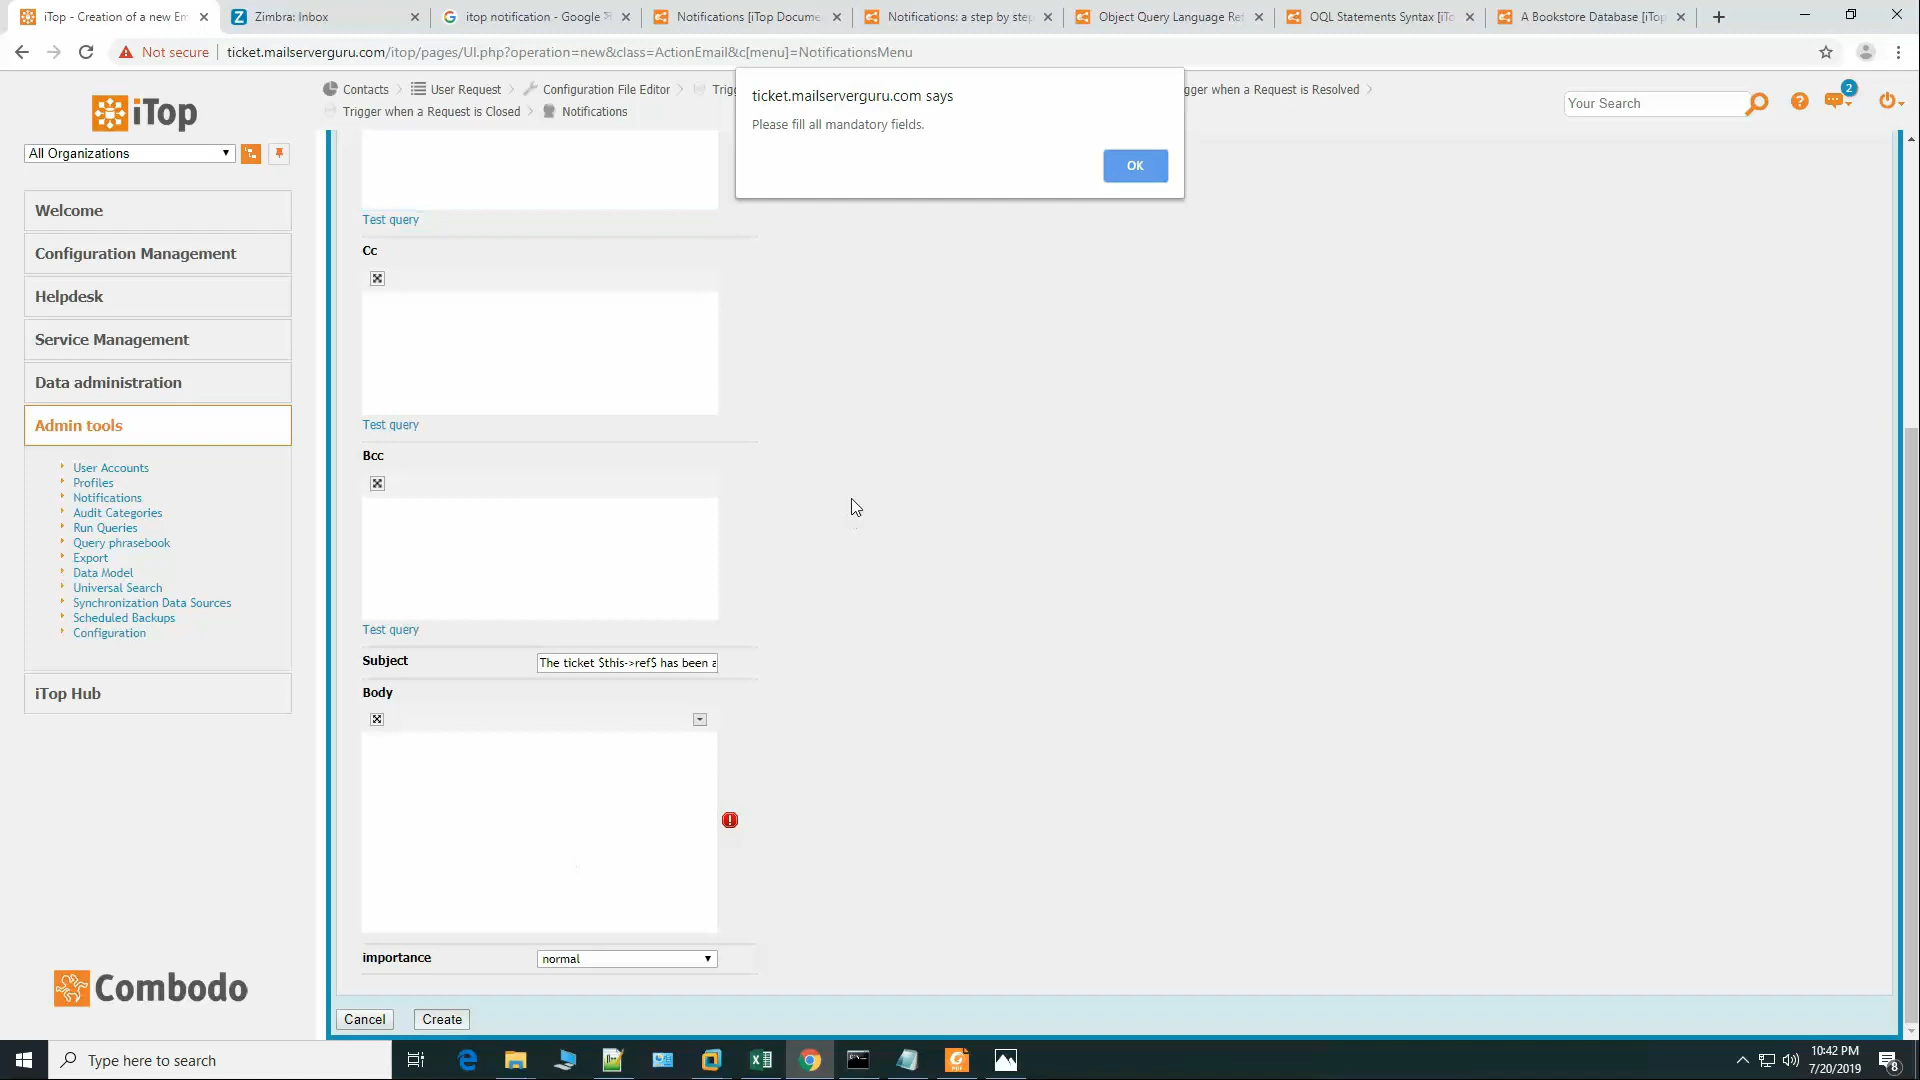 iTop - Creation of a new Em
Zimbra: Inbox
itop notification - Google
Notifications [iTop Docume
Notifications: a step by step
Object Query Language Re
OQL Statements Syntax [iTo
A Bookstore Database [iTop
Not secure
ticket.mailserverguru.com/itop/pages/UI.php?operation=new&class=ActionEmail&c[menu]=NotificationsMenu
iTop
Contacts
User Request
Configuration File Editor
Trig
gger when a Request is Resolved
Trigger when a Request is Closed
Notifications
Your Search
?
2
ticket.mailserverguru.com says
Please fill all mandatory fields.
OK
All Organizations
Welcome
Configuration Management
Helpdesk
Service Management
Data administration
Admin tools
User Accounts
Profiles
Notifications
Audit Categories
Run Queries
Query phrasebook
Export
Data Model
Universal Search
Synchronization Data Sources
Scheduled Backups
Configuration
iTop Hub
Combodo
Test query
Cc
Test query
Bcc
Test query
Subject
The ticket $this->ref$ has been a
Body
importance
normal
Cancel
Create
Type here to search
10:42 PM
7/20/2019
8